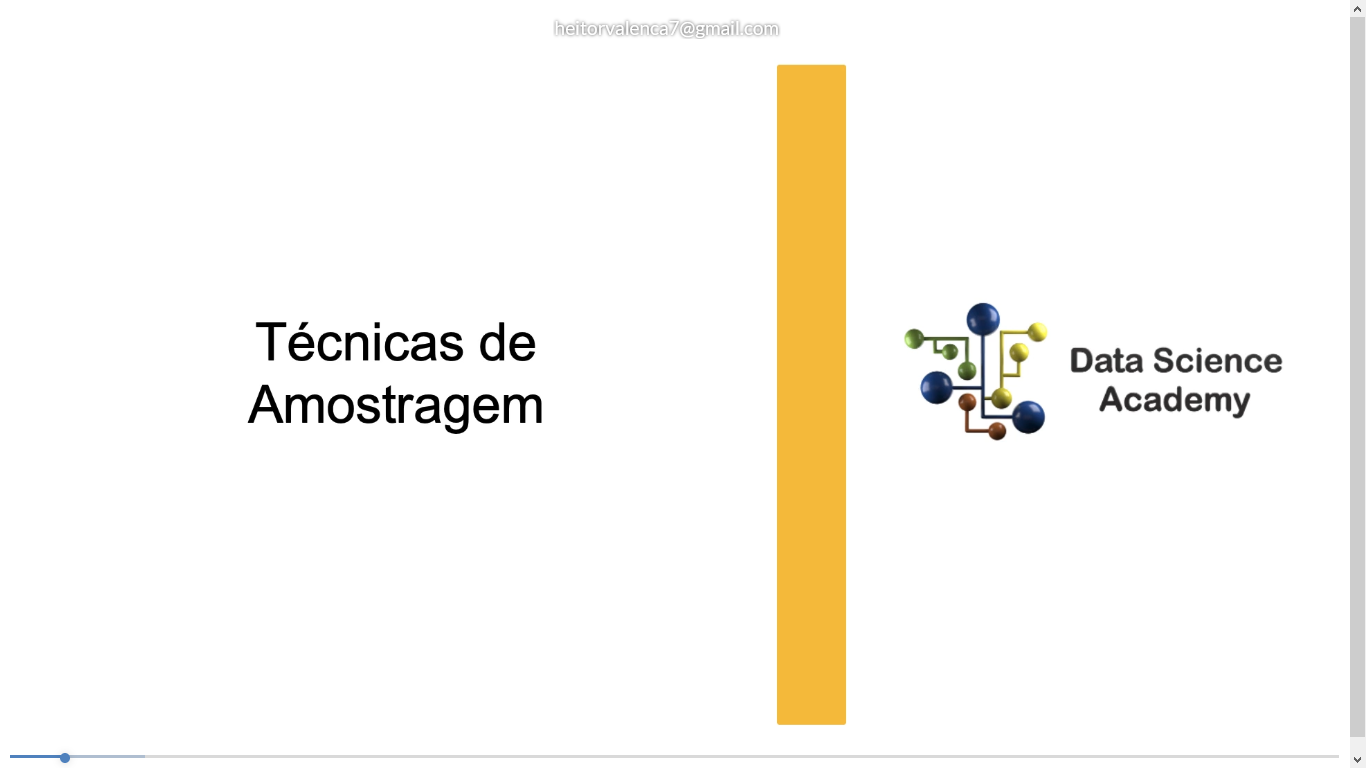 heitorvalenca7@gmail.com
Técnicas de
Amostragem
Data Science
Academy